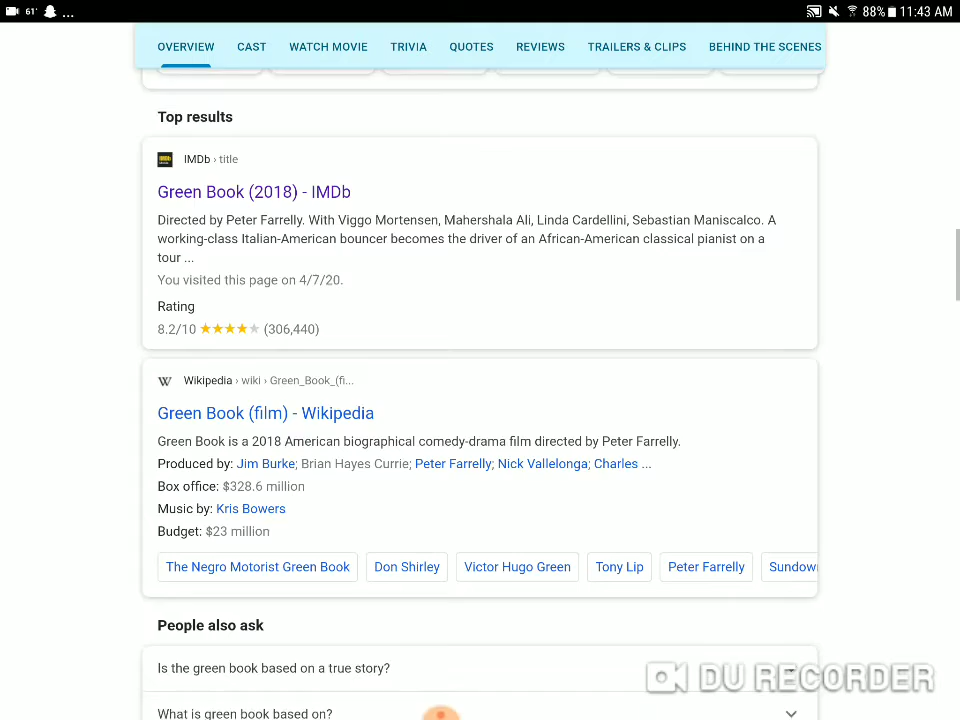 61° ... 88% 11:43 AM
OVERVIEW CAST WATCH MOVIE TRIVIA QUOTES REVIEWS TRAILERS & CLIPS BEHIND THE SCENES
Top results
IMDb › title
Green Book (2018) - IMDb
Directed by Peter Farrelly. With Viggo Mortensen, Mahershala Ali, Linda Cardellini, Sebastian Maniscalco. A
working-class Italian-American bouncer becomes the driver of an African-American classical pianist on a
tour ...
You visited this page on 4/7/20.
Rating
8.2/10 ★★★★★ (306,440)
W Wikipedia › wiki › Green_Book_(fi...
Green Book (film) - Wikipedia
Green Book is a 2018 American biographical comedy-drama film directed by Peter Farrelly.
Produced by: Jim Burke; Brian Hayes Currie; Peter Farrelly; Nick Vallelonga; Charles ...
Box office: $328.6 million
Music by: Kris Bowers
Budget: $23 million
The Negro Motorist Green Book Don Shirley Victor Hugo Green Tony Lip Peter Farrelly Sundow
People also ask
Is the green book based on a true story?
DU RECORDER
What is green book based on?